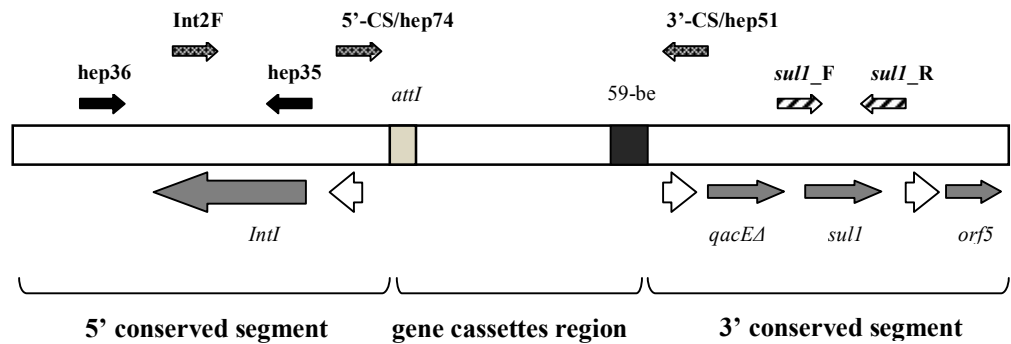 Int2F
5’-CS/hep74
3’-CS/hep51
hep36
hep35
attI
59-be
sul1_F
sul1_R
IntI
qacEΔ
sul1
orf5
5’ conserved segment
gene cassettes region
3’ conserved segment